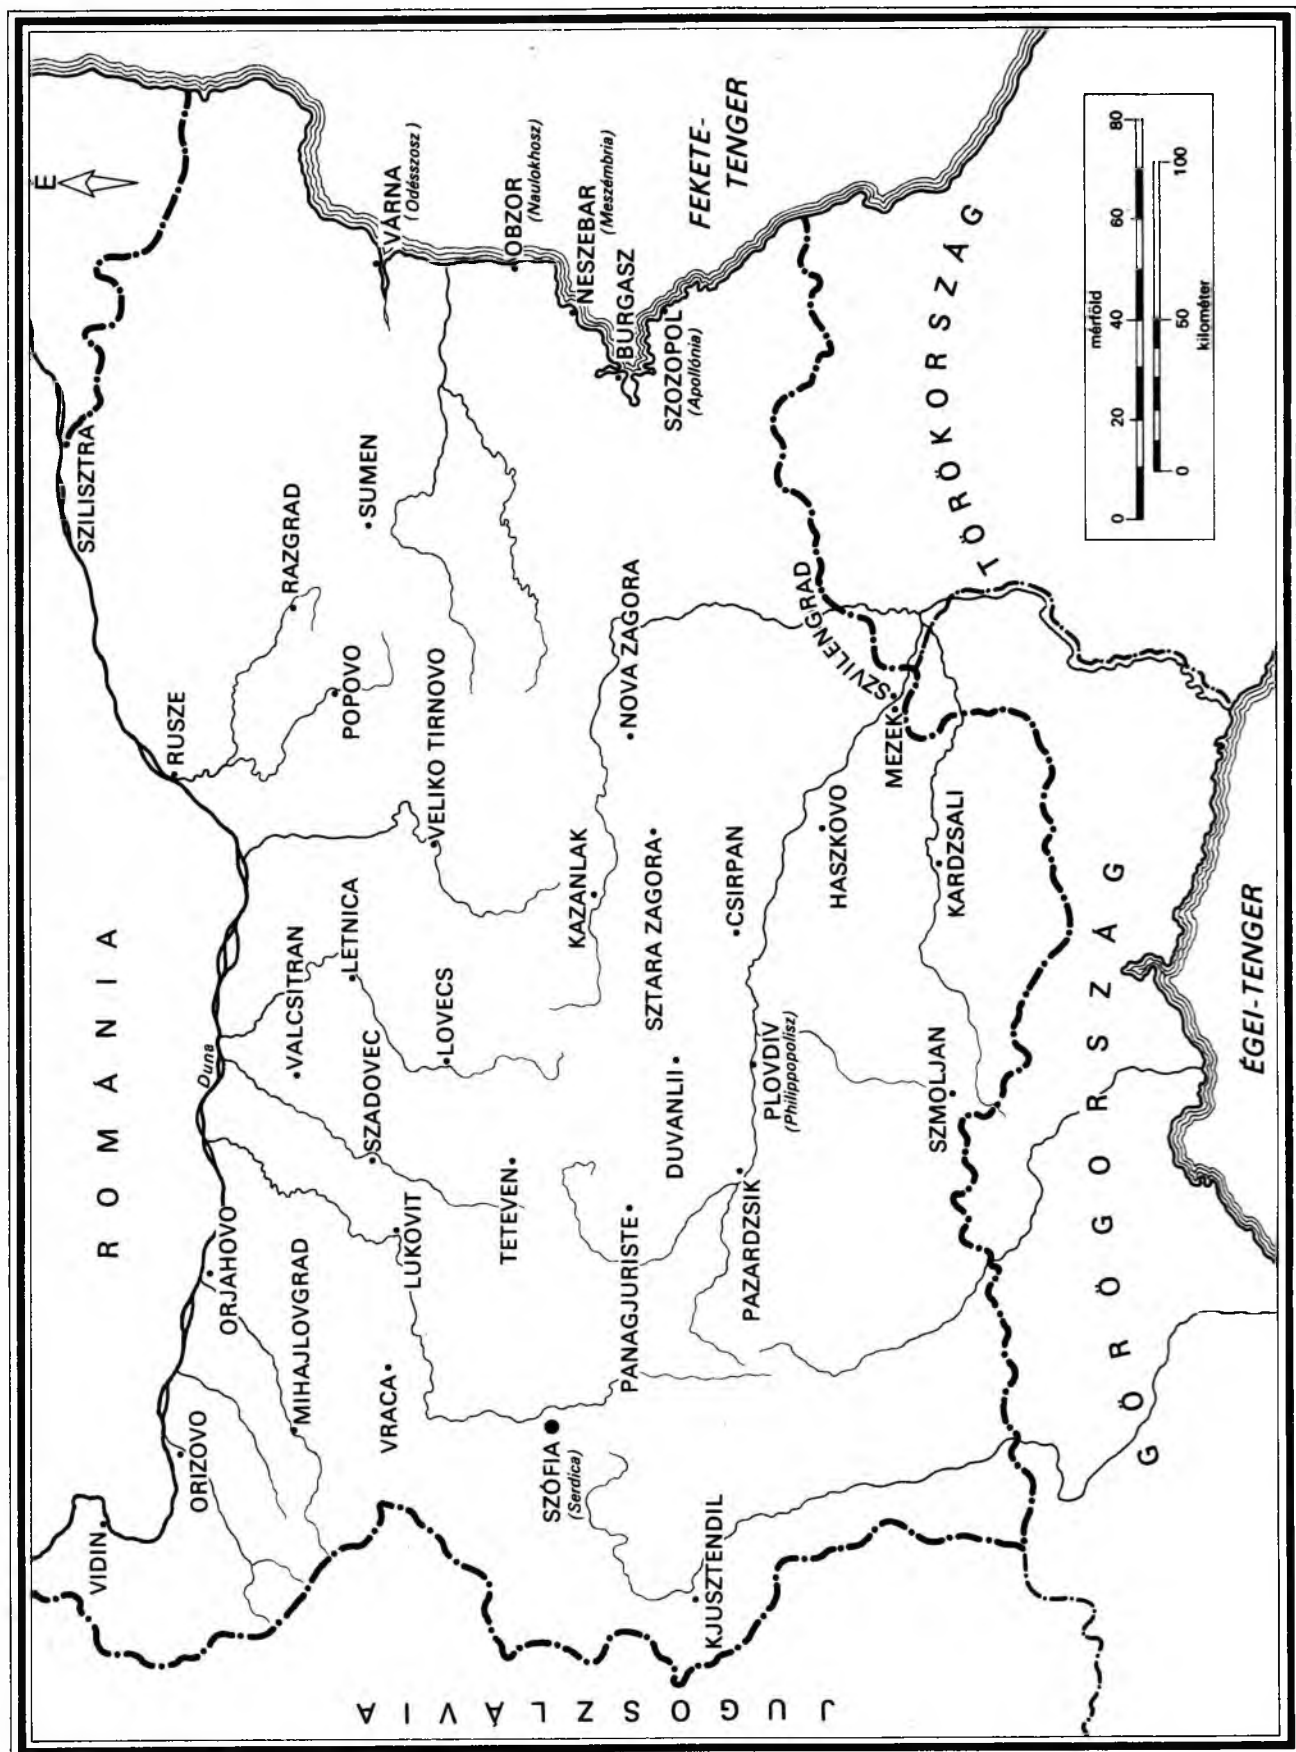 ROMÁNIA
E
VIDIN
ORIZOVO
ORJAHOVO
MIHAJLOVGRAD
VRACA
LUKOVIT
SZADOVEC
TETEVEN
Duna
VALCSITRAN
LETNICA
LOVECS
RUSZE
VELIKO TIRNOVO
POPOVO
RAZGRAD
SUMEN
SZILISZTRA
VÁRNA
(Odésszosz)
OBZOR
(Naulokhosz)
NESZEBAR
(Meszémbria)
BURGASZ
SZOZOPOL
(Apollónia)
FEKETE-
TENGER
SZÓFIA
(Serdica)
KJUSZTENDIL
PANAGJURISTE
PAZARDZSIK
DUVANLII
PLOVDIV
(Philippopolisz)
SZMOLJAN
KAZANLAK
SZTARA ZAGORA
NOVA ZAGORA
CSIRPAN
HASZKOVO
KARDZSALI
MEZEK
SZVILENGRAD
JUGOSZLÁVIA
GÖRÖGORSZÁG
TÖRÖKORSZÁG
ÉGEI-TENGER
mérföld
0 20 40 60 80
0 50 100
kilométer